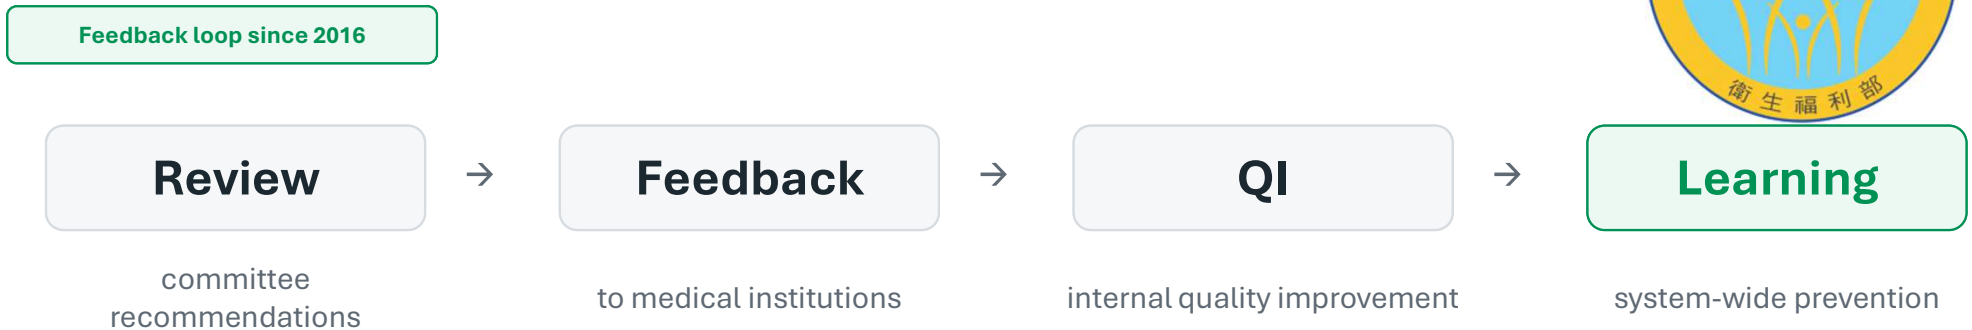 Feedback loop since 2016
衛生福利部
Review → Feedback → QI → Learning
committee
recommendations
to medical institutions
internal quality improvement
system-wide prevention